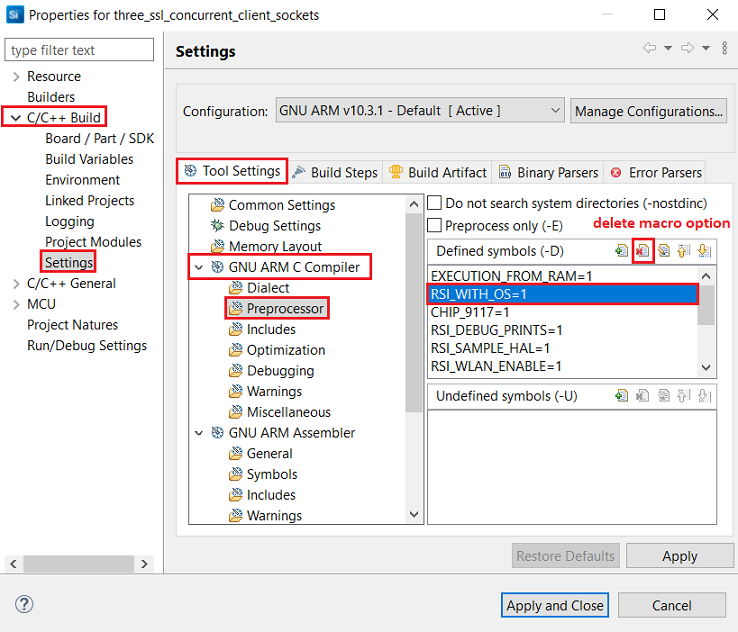 Properties for three_ssl_concurrent_client_sockets
type filter text
Resource
Builders
C/C++ Build
Board / Part / SDK
Build Variables
Environment
Linked Projects
Logging
Project Modules
Settings
C/C++ General
MCU
Project Natures
Run/Debug Settings
Settings
Configuration: GNU ARM v10.3.1 - Default [ Active ] Manage Configurations...
Tool Settings Build Steps Build Artifact Binary Parsers Error Parsers
Common Settings
Debug Settings
Memory Layout
GNU ARM C Compiler
Dialect
Preprocessor
Includes
Optimization
Debugging
Warnings
Miscellaneous
GNU ARM Assembler
General
Symbols
Includes
Warnings
Do not search system directories (-nostdinc)
Preprocess only (-E)
delete macro option
Defined symbols (-D)
EXECUTION_FROM_RAM=1
RSI_WITH_OS=1
CHIP_9117=1
RSI_DEBUG_PRINTS=1
RSI_SAMPLE_HAL=1
RSI_WLAN_ENABLE=1
Undefined symbols (-U)
Restore Defaults Apply
Apply and Close Cancel